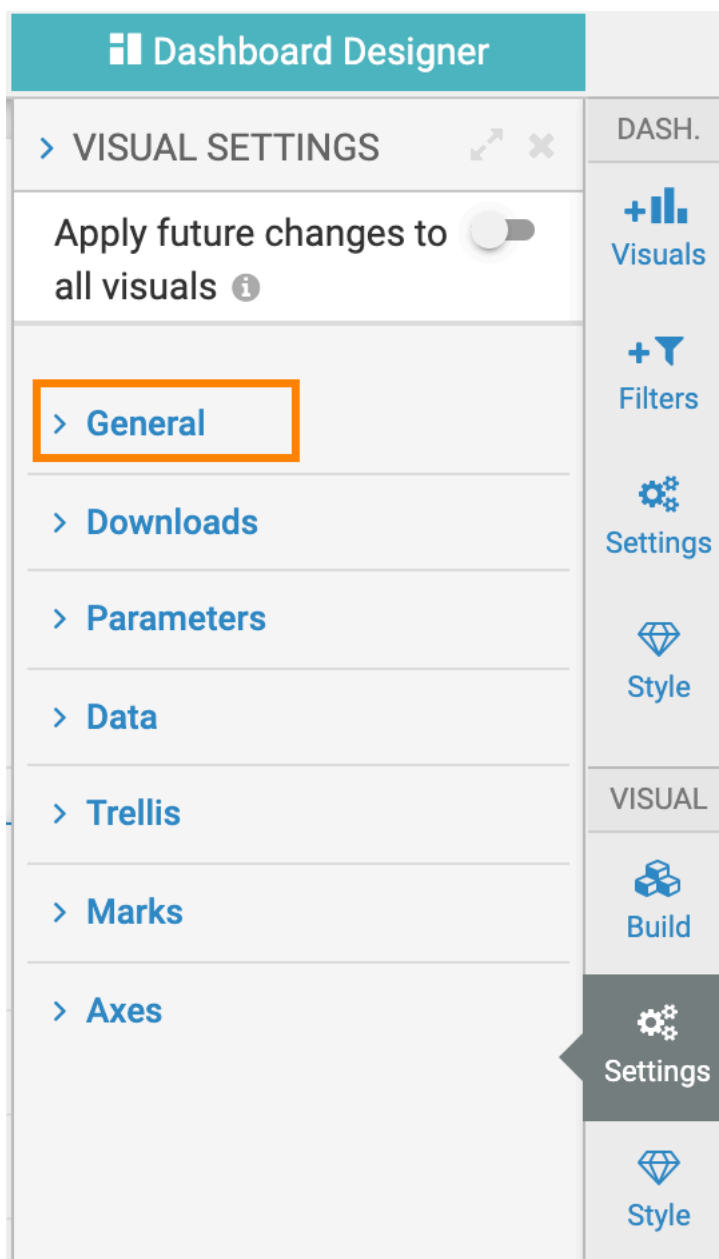 Dashboard Designer
VISUAL SETTINGS
Apply future changes to
all visuals
General
Downloads
Parameters
Data
Trellis
Marks
Axes
DASH.
Visuals
Filters
Settings
Style
VISUAL
Build
Settings
Style